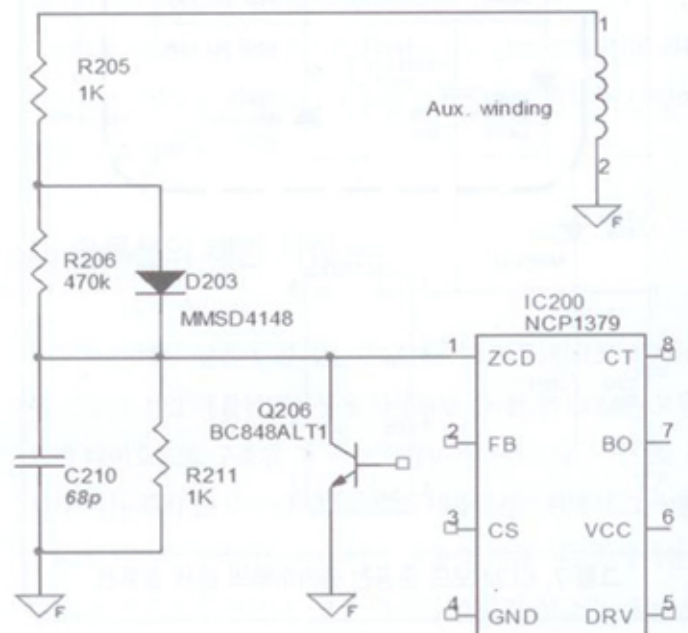 1
R205
1K
Aux. winding
2
F
R206
470k
D203
MMSD4148
IC200
NCP1379
1
ZCD
CT
8
Q206
BC848ALT1
2
FB
BO
7
C210
68p
R211
1K
3
CS
VCC
6
F
F
4
GND
DRV
5